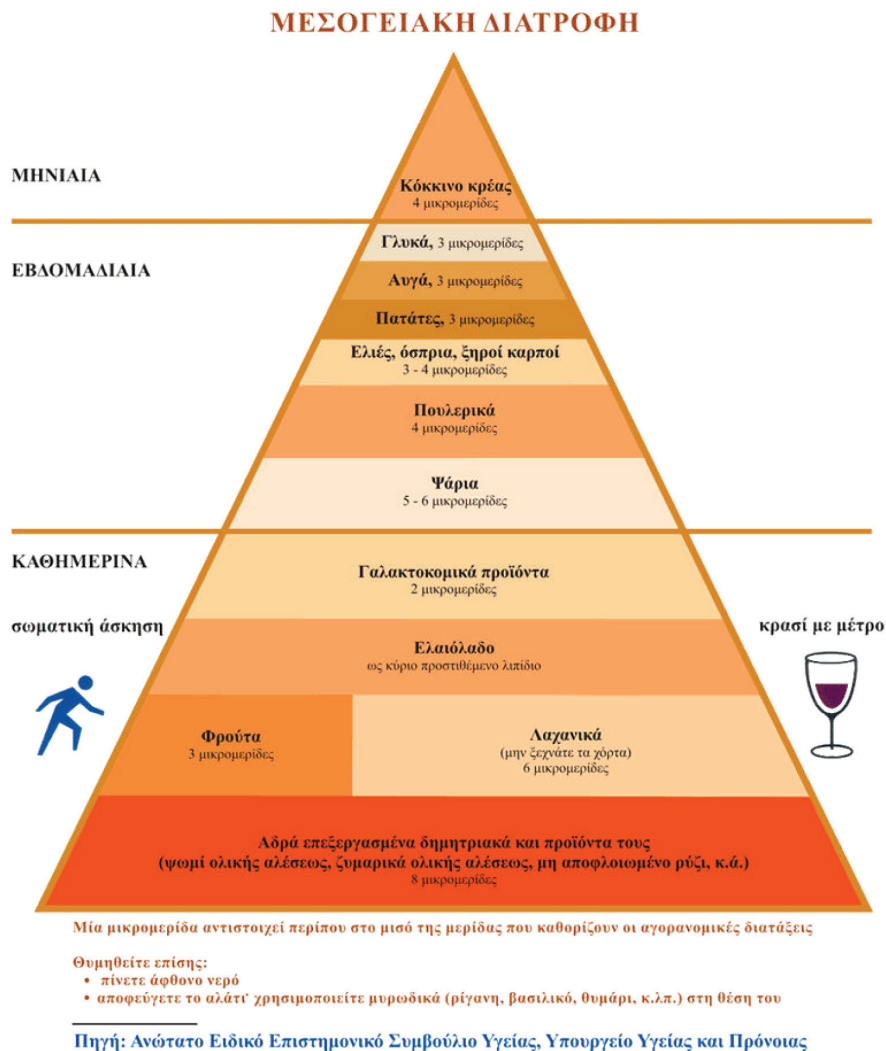 ΜΕΣΟΓΕΙΑΚΗ ΔΙΑΤΡΟΦΗ
ΜΗΝΙΑΙΑ
Κόκκινο κρέας
4 μικρομερίδες
Γλυκά, 3 μικρομερίδες
ΕΒΔΟΜΑΔΙΑΙΑ
Αυγά, 3 μικρομερίδες
Πατάτες, 3 μικρομερίδες
Ελιές, όσπρια, ξηροί καρποί
3 - 4 μικρομερίδες
Πουλερικά
4 μικρομερίδες
Ψάρια
5 - 6 μικρομερίδες
ΚΑΘΗΜΕΡΙΝΑ
Γαλακτοκομικά προϊόντα
2 μικρομερίδες
σωματική άσκηση
κρασί με μέτρο
Ελαιόλαδο
ως κύριο προστιθέμενο λιπίδιο
Φρούτα
3 μικρομερίδες
Λαχανικά
(μην ξεχνάτε τα χόρτα)
6 μικρομερίδες
Αδρά επεξεργασμένα δημητριακά και προϊόντα τους
(ψωμί ολικής αλέσεως, ζυμαρικά ολικής αλέσεως, μη αποφλοιωμένο ρύζι, κ.ά.)
8 μικρομερίδες
Μία μικρομερίδα αντιστοιχεί περίπου στο μισό της μερίδας που καθορίζουν οι αγορανομικές διατάξεις
Θυμηθείτε επίσης:
• πίνετε άφθονο νερό
• αποφεύγετε το αλάτι˙ χρησιμοποιείτε μυρωδικά (ρίγανη, βασιλικό, θυμάρι, κ.λπ.) στη θέση του
Πηγή: Ανώτατο Ειδικό Επιστημονικό Συμβούλιο Υγείας, Υπουργείο Υγείας και Πρόνοιας